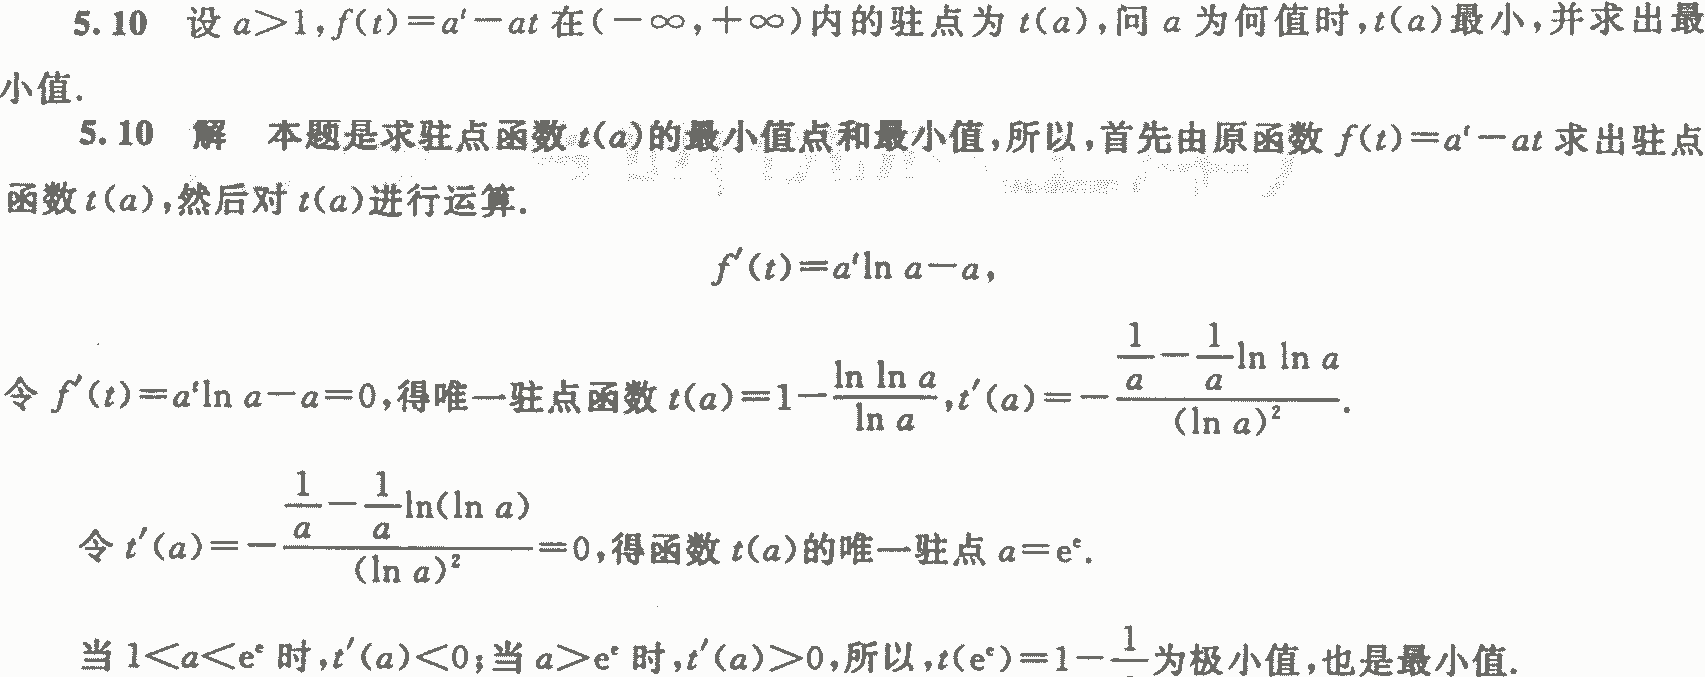 5.10 设 a>1,f(t)=a^t-at 在(-∞,+∞)内的驻点为 t(a),问 a 为何值时,t(a)最小,并求出最
小值.
5.10 解 本题是求驻点函数 t(a)的最小值点和最小值,所以,首先由原函数 f(t)=a^t-at 求出驻点
函数 t(a),然后对 t(a)进行运算.
f′(t)=a^t ln a-a,
令 f′(t)=a^t ln a-a=0,得唯一驻点函数 t(a)=1-\frac{ln ln a}{ln a},t′(a)=-\frac{\frac{1}{a}-\frac{1}{a}ln ln a}{(ln a)^2}.
令 t′(a)=-\frac{\frac{1}{a}-\frac{1}{a}ln(ln a)}{(ln a)^2}=0,得函数 t(a)的唯一驻点 a=e^e.
当 1<a<e^e 时,t′(a)<0;当 a>e^e 时,t′(a)>0,所以,t(e^e)=1-\frac{1}{}为极小值,也是最小值.